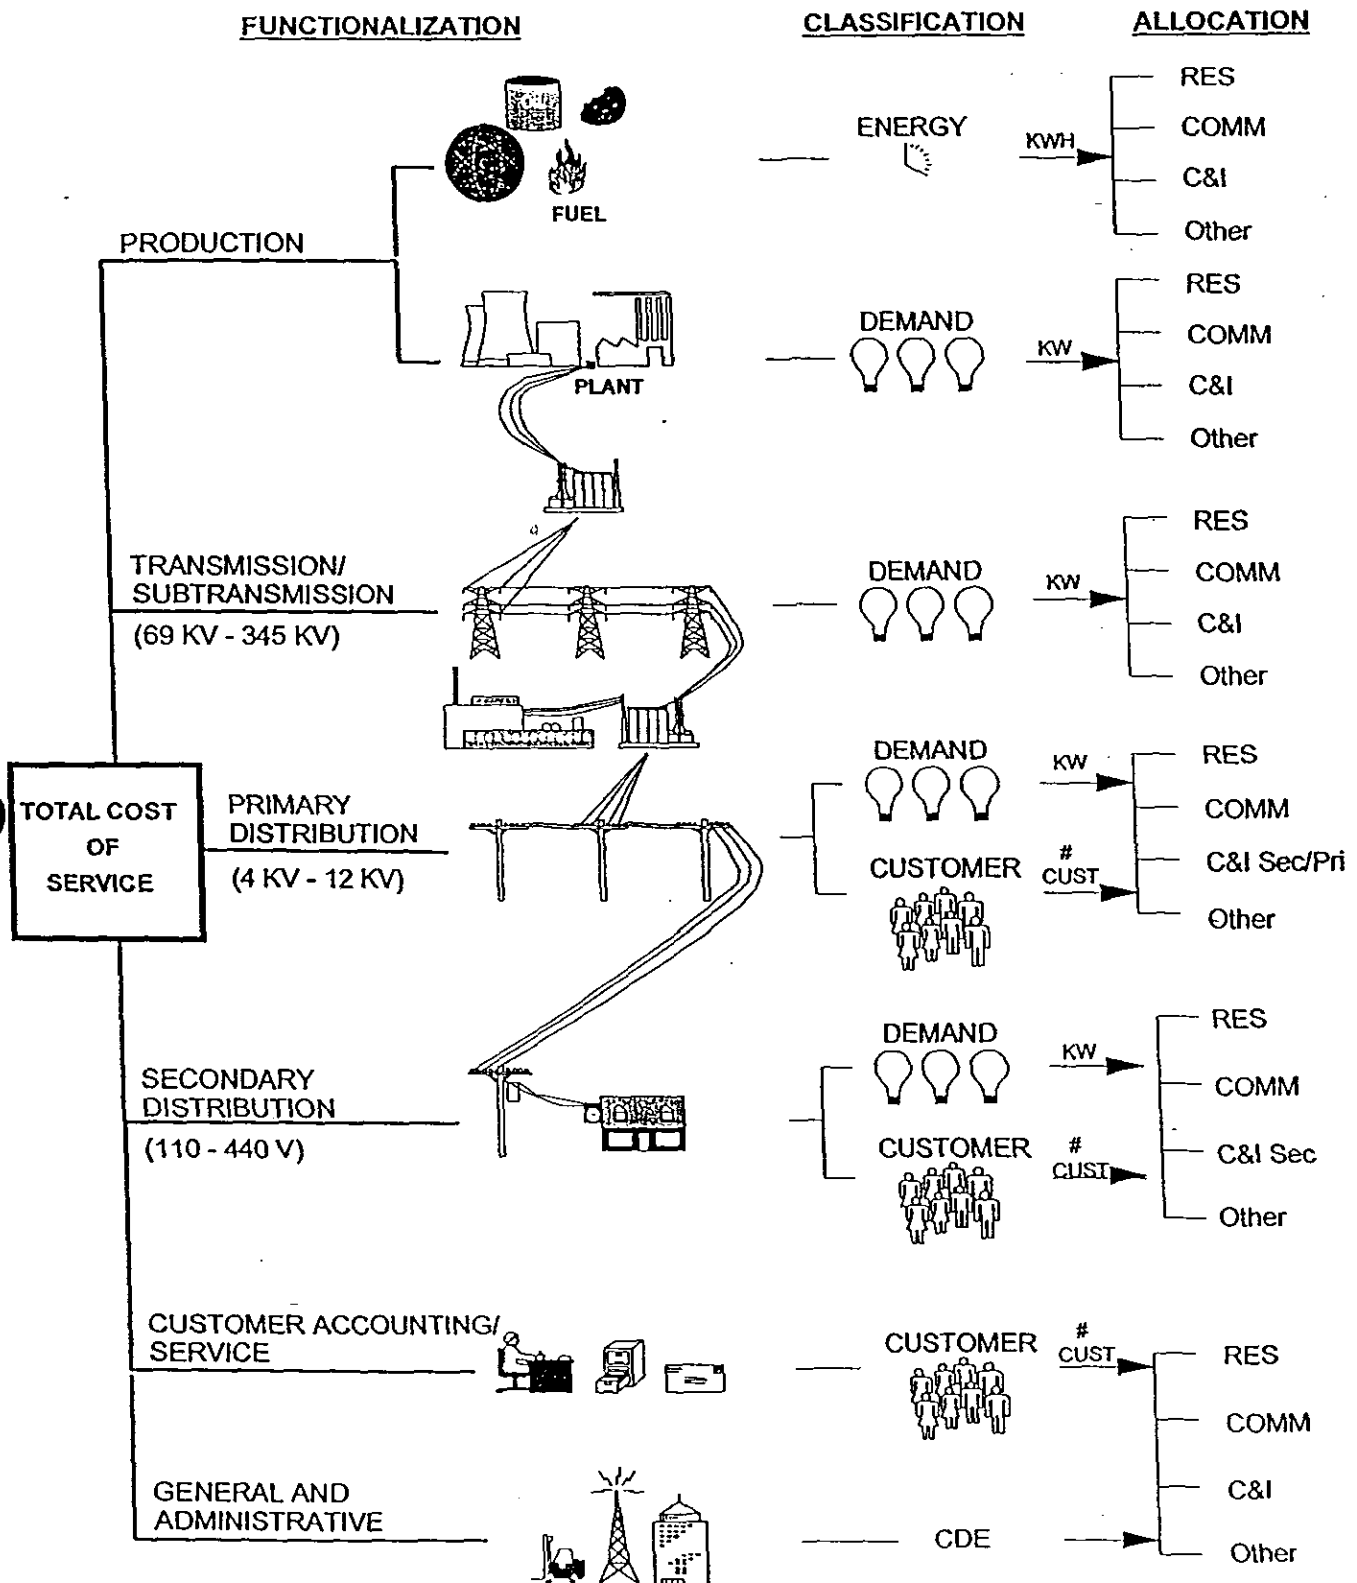 FUNCTIONALIZATION
CLASSIFICATION
ALLOCATION
FUEL
ENERGY
KWH
RES
COMM
C&I
Other
PRODUCTION
PLANT
DEMAND
KW
RES
COMM
C&I
Other
TRANSMISSION/
SUBTRANSMISSION
(69 KV - 345 KV)
DEMAND
KW
RES
COMM
C&I
Other
TOTAL COST
OF
SERVICE
PRIMARY
DISTRIBUTION
(4 KV - 12 KV)
DEMAND
KW
CUSTOMER
#
CUST
RES
COMM
C&I Sec/Pri
Other
SECONDARY
DISTRIBUTION
(110 - 440 V)
DEMAND
KW
CUSTOMER
#
CUST
RES
COMM
C&I Sec
Other
CUSTOMER ACCOUNTING/
SERVICE
CUSTOMER
#
CUST
GENERAL AND
ADMINISTRATIVE
CDE
RES
COMM
C&I
Other